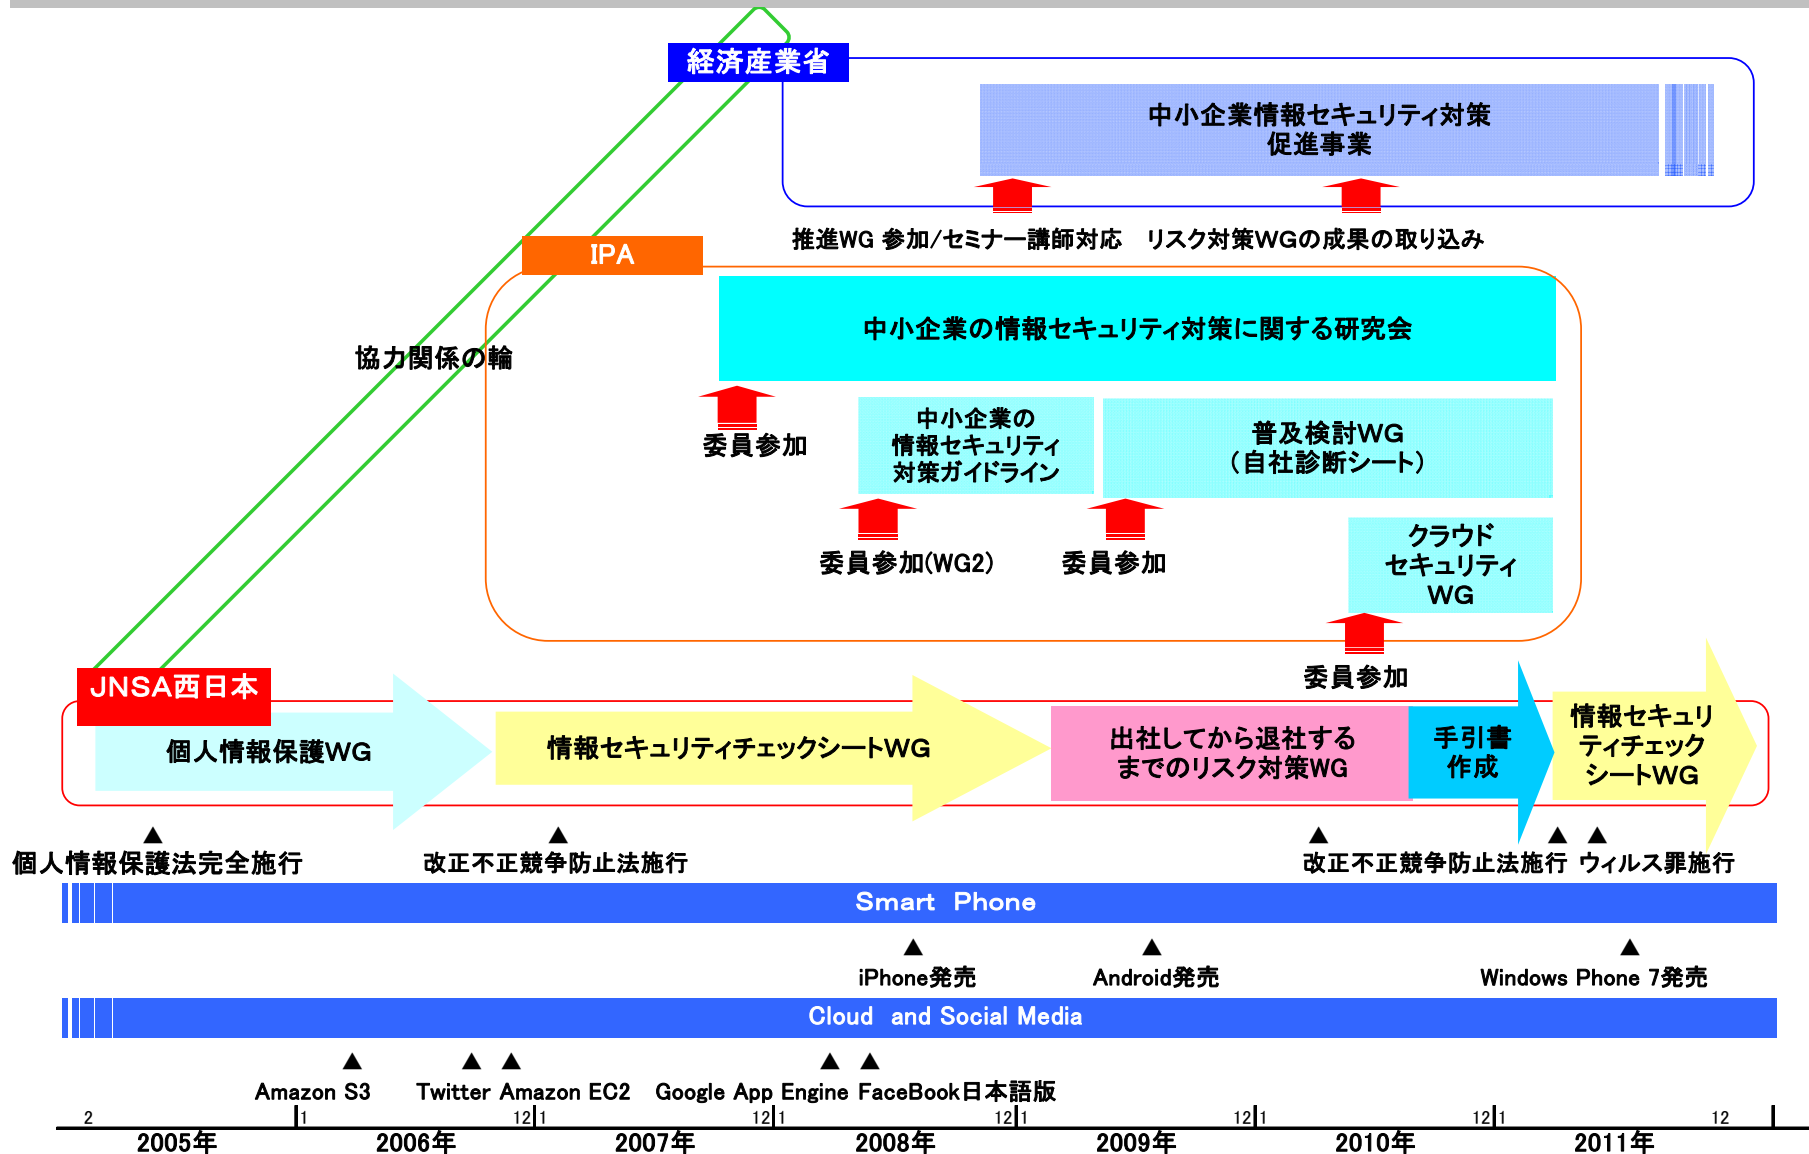 経済産業省
中小企業情報セキュリティ対策
促進事業
推進WG 参加/セミナー講師対応 リスク対策WGの成果の取り込み
IPA
中小企業の情報セキュリティ対策に関する研究会
協力関係の輪
委員参加
中小企業の
情報セキュリティ
対策ガイドライン
普及検討WG
（自社診断シート）
委員参加(WG2)
委員参加
クラウド
セキュリティ
WG
委員参加
JNSA西日本
個人情報保護WG
情報セキュリティチェックシートWG
出社してから退社する
までのリスク対策WG
手引書
作成
情報セキュリ
ティチェック
シートWG
▲ ▲ ▲ ▲ ▲
個人情報保護法完全施行 改正不正競争防止法施行 改正不正競争防止法施行 ウィルス罪施行
Smart Phone
▲ ▲ ▲
iPhone発売 Android発売 Windows Phone 7発売
Cloud and Social Media
▲ ▲ ▲ ▲ ▲
Amazon S3 Twitter Amazon EC2 Google App Engine FaceBook日本語版
2 1 12 1 12 1 12 1 12 1 12 1 12
2005年 2006年 2007年 2008年 2009年 2010年 2011年